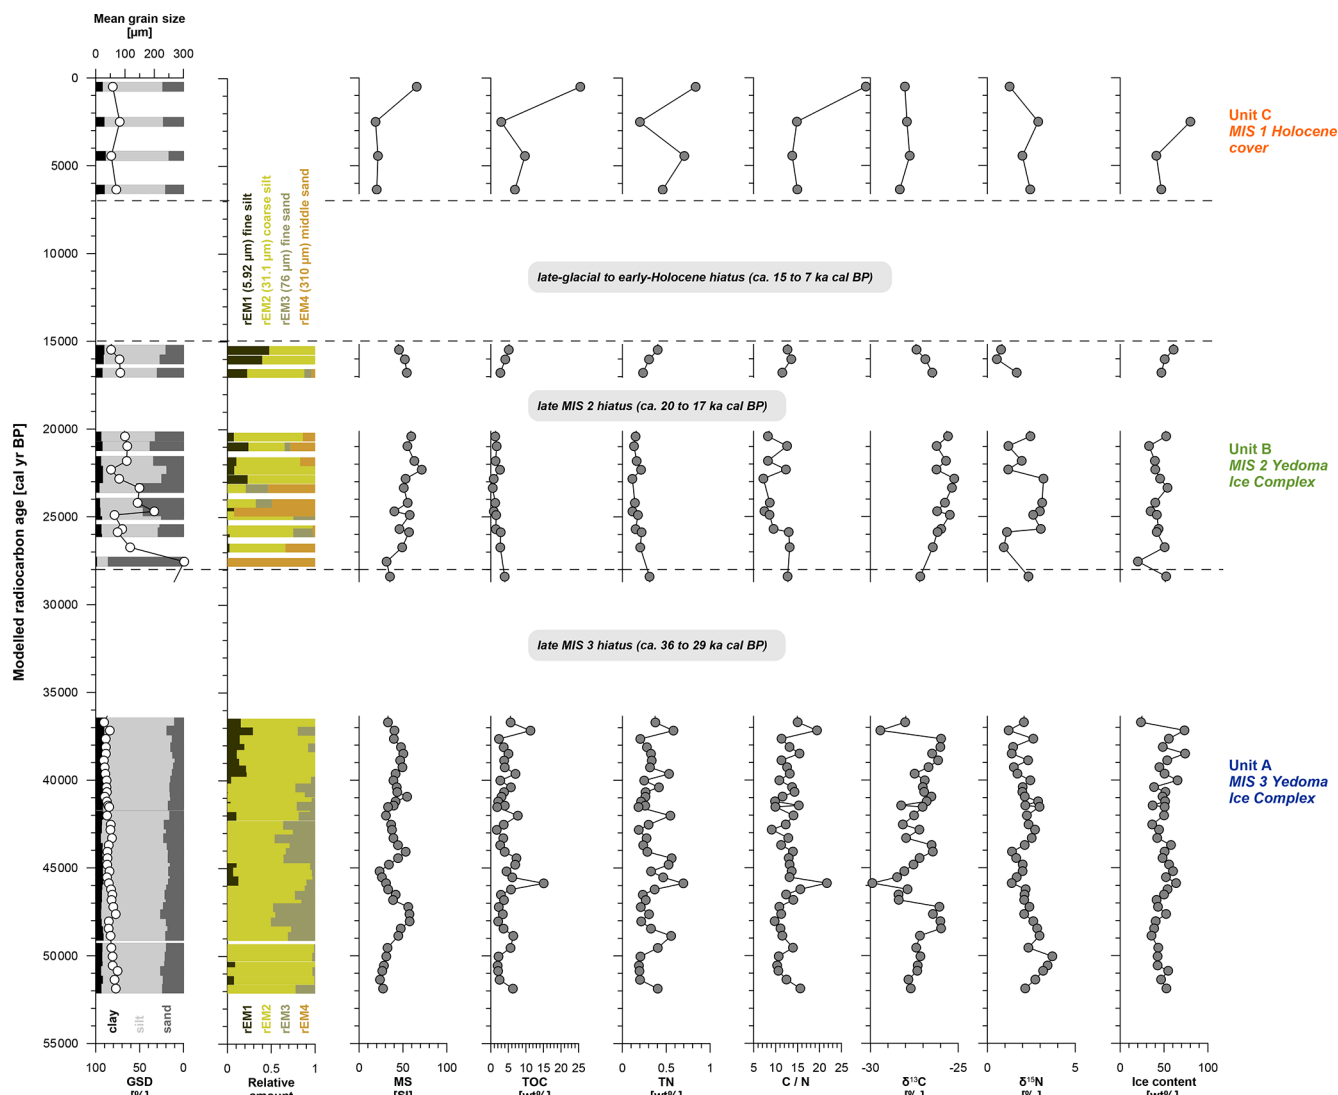 Mean grain size
[µm]
0 100 200 300
0
5000
10000
15000
20000
25000
30000
35000
40000
45000
50000
55000
Modelled radiocarbon age [cal yr BP]
rEM1 (5.92 µm) fine silt
rEM2 (31.1 µm) coarse silt
rEM3 (76 µm) fine sand
rEM4 (310 µm) middle sand
Unit C
MIS 1 Holocene
cover
late-glacial to early-Holocene hiatus (ca. 15 to 7 ka cal BP)
late MIS 2 hiatus (ca. 20 to 17 ka cal BP)
Unit B
MIS 2 Yedoma
Ice Complex
late MIS 3 hiatus (ca. 36 to 29 ka cal BP)
Unit A
MIS 3 Yedoma
Ice Complex
clay
silt
sand
rEM1
rEM2
rEM3
rEM4
100 50 0
GSD
[%]
0 1
Relative
amount
0 50 100
MS
[SI]
0 5 10 15 20 25
TOC
[wt%]
0 1
TN
[wt%]
5 10 15 20 25
C / N
-30 -25
δ¹³C
[‰]
0 5
δ¹⁵N
[‰]
0 50 100
Ice content
[wt%]